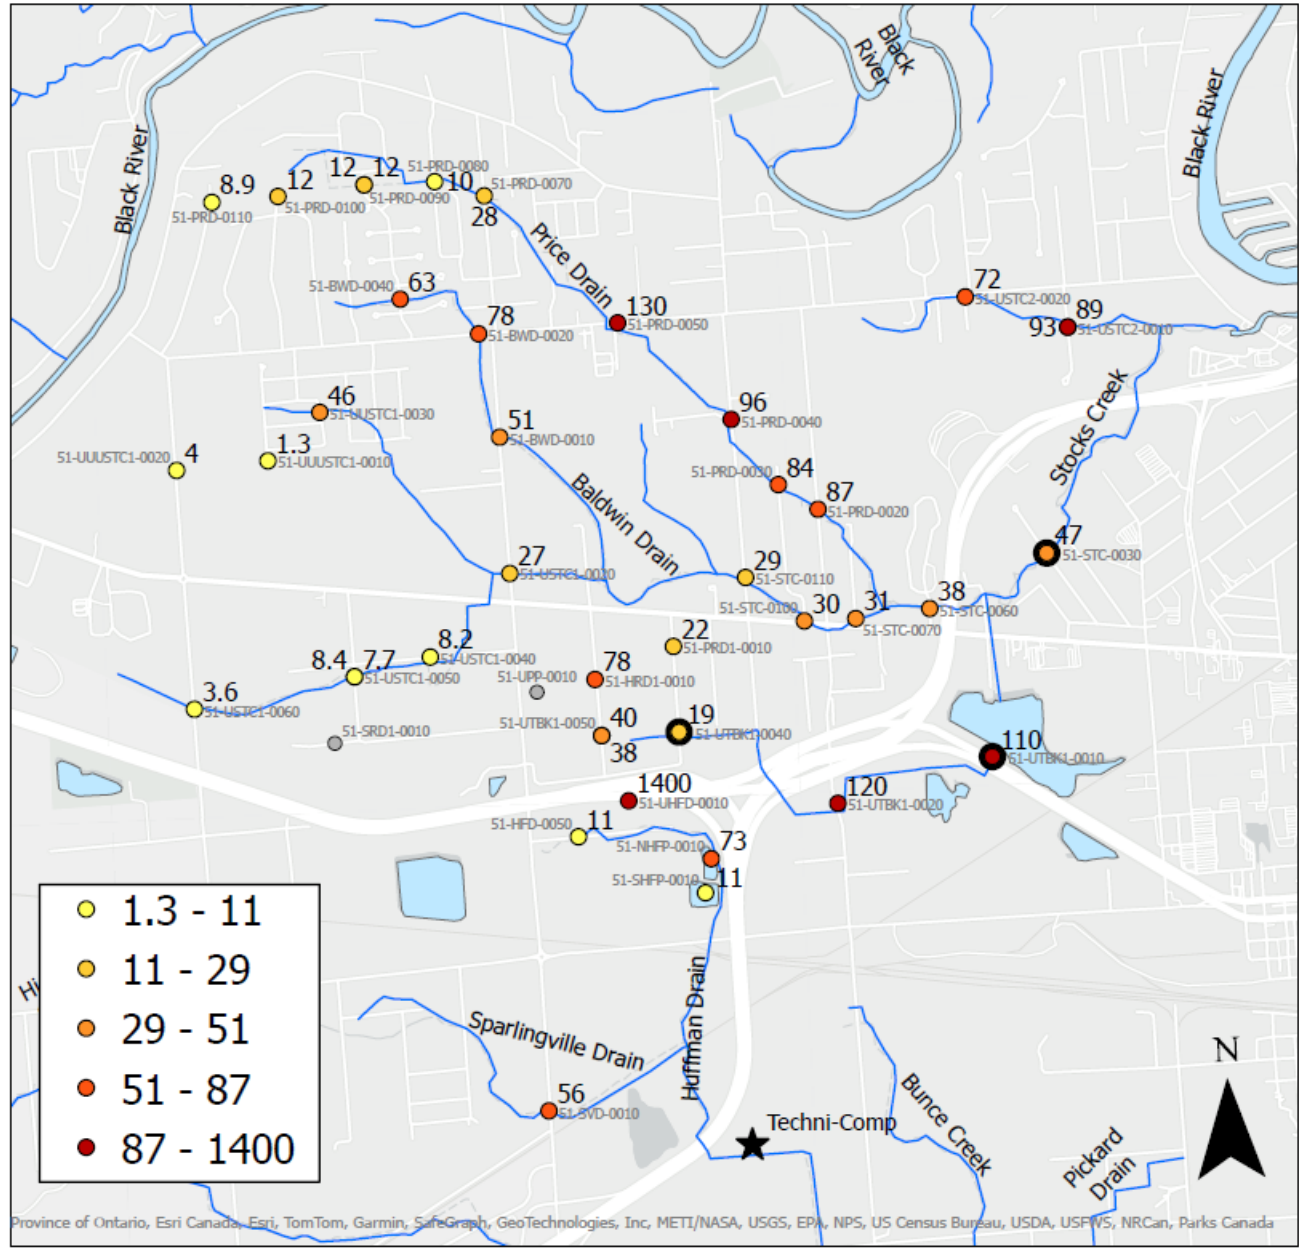 Black
River
Black River
Black River
51-PRD-0080
12
12
10
51-PRD-0070
8.9
12
51-PRD-0090
51-PRD-0110
51-PRD-0100
28
Price Drain
51-BWD-0040
63
72
51-USTC2-0020
78
51-BWD-0020
130
51-PRD-0050
89
93
51-USTC2-0010
46
51-UUSTC1-0030
96
51-PRD-0040
Stocks Creek
51
51-BWD-0010
51-UUUSTC1-0020
4
1.3
51-UUUSTC1-0010
51-PRD-0030
84
87
51-PRD-0020
Baldwin Drain
47
51-STC-0030
27
51-USTC1-0020
29
51-STC-0110
51-STC-0100
30
31
51-STC-0070
38
51-STC-0060
22
51-PRD1-0010
8.2
51-USTC1-0040
8.4
7.7
51-USTC1-0050
51-UPP-0010
78
51-HRD1-0010
3.6
51-USTC1-0060
51-SRD1-0010
51-UTBK1-0050
40
38
19
51-UTBK1-0040
110
51-UTBK1-0010
1400
51-UHFD-0010
120
51-UTBK1-0020
51-HFD-0050
11
51-NHFP-0010
73
51-SHFP-0010
11
1.3 - 11
11 - 29
29 - 51
51 - 87
87 - 1400
Hi
Huffman Drain
Sparlingville Drain
56
51-SVD-0010
Techni-Comp
Bunce Creek
Pickard
Drain
N
Province of Ontario, Esri Canada, Esri, TomTom, Garmin, SafeGraph, GeoTechnologies, Inc, METI/NASA, USGS, EPA, NPS, US Census Bureau, USDA, USFWS, NRCan, Parks Canada